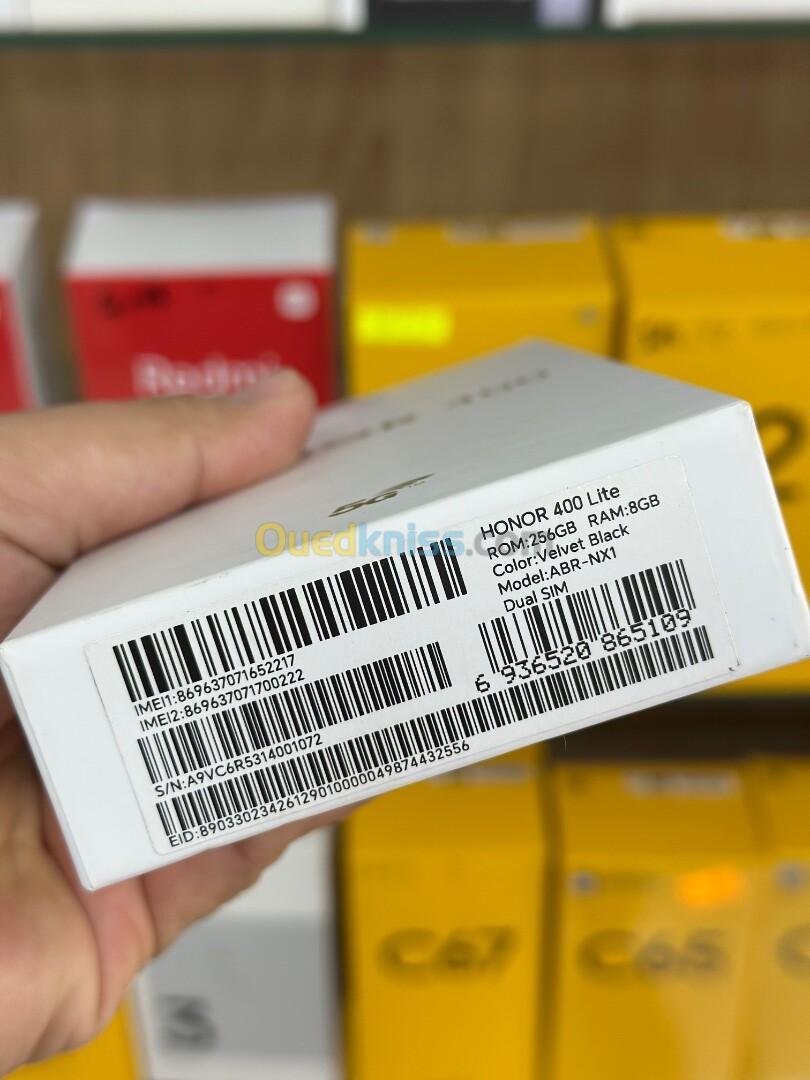 Redmi
5G
Ouedkniss.com
HONOR 400 Lite
ROM:256GB RAM:8GB
Color:Velvet Black
Model:ABR-NX1
Dual SIM
IMEI1:869637071652217
IMEI2:869637071700222
6 936520 865109
S/N:A9VC6R5314001072
EID:89033023426129010000049874432556
C67
C65